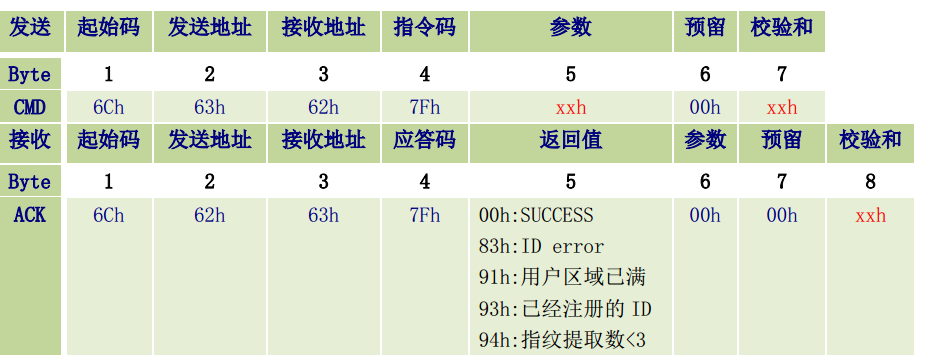 发送 起始码 发送地址 接收地址 指令码 参数 预留 校验和
Byte 1 2 3 4 5 6 7
CMD 6Ch 63h 62h 7Fh xxh 00h xxh
接收 起始码 发送地址 接收地址 应答码 返回值 参数 预留 校验和
Byte 1 2 3 4 5 6 7 8
ACK 6Ch 62h 63h 7Fh 00h:SUCCESS 00h 00h xxh
83h:ID error
91h:用户区域已满
93h:已经注册的 ID
94h:指纹提取数<3